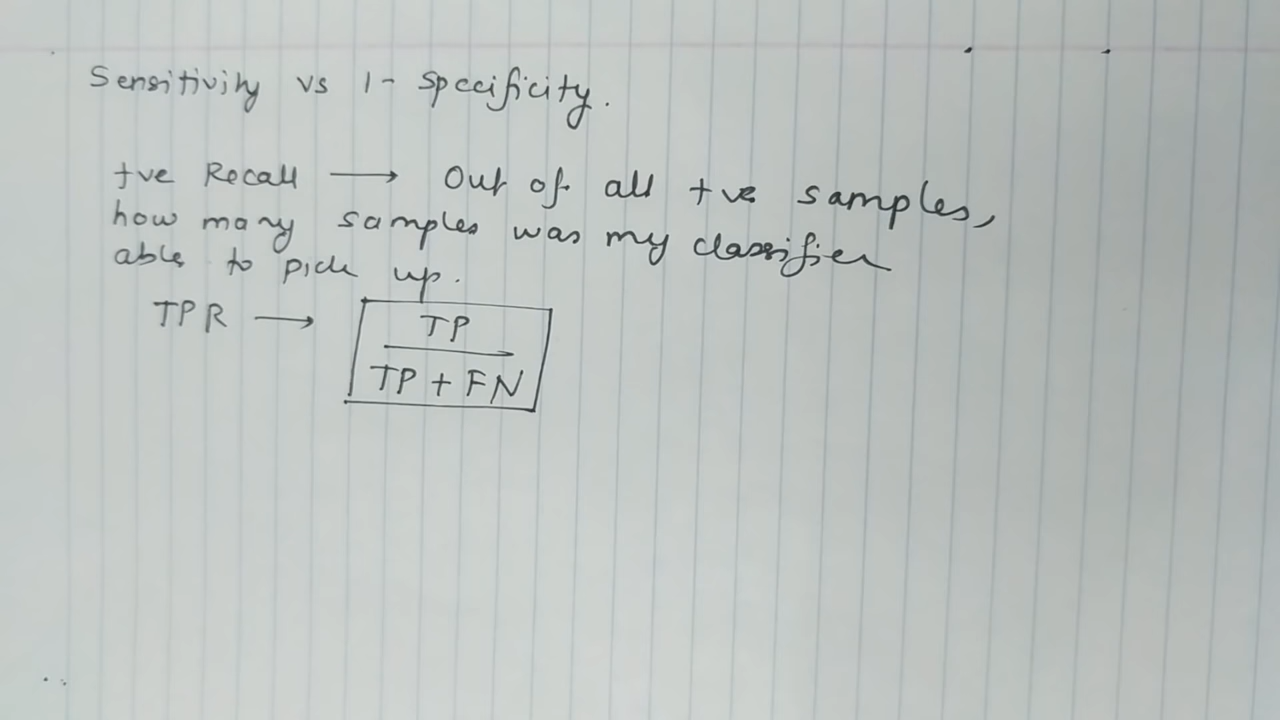 Sensitivity vs 1 - Specificity.
+ve Recall → Out of all +ve samples,
how many samples was my classifier
able to pick up.
TPR → TP
TP + FN